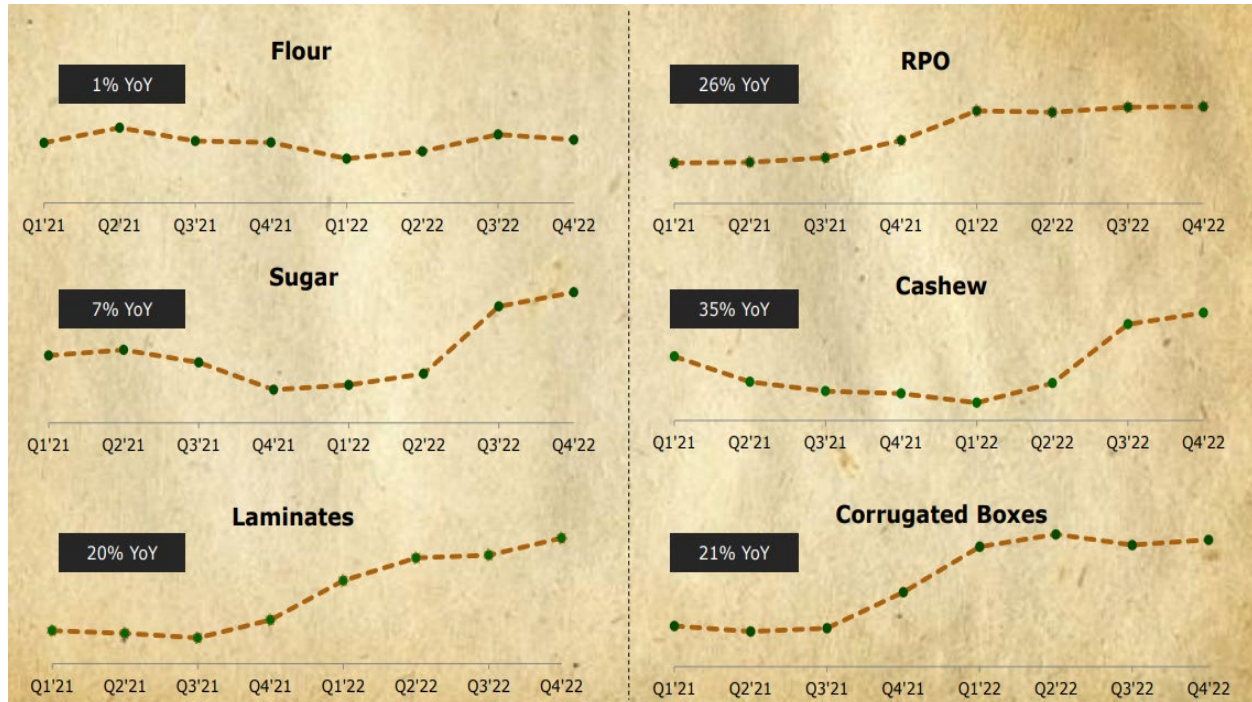 Flour
1% YoY
Q1'21 Q2'21 Q3'21 Q4'21 Q1'22 Q2'22 Q3'22 Q4'22
RPO
26% YoY
Q1'21 Q2'21 Q3'21 Q4'21 Q1'22 Q2'22 Q3'22 Q4'22
Sugar
7% YoY
Q1'21 Q2'21 Q3'21 Q4'21 Q1'22 Q2'22 Q3'22 Q4'22
Cashew
35% YoY
Q1'21 Q2'21 Q3'21 Q4'21 Q1'22 Q2'22 Q3'22 Q4'22
Laminates
20% YoY
Q1'21 Q2'21 Q3'21 Q4'21 Q1'22 Q2'22 Q3'22 Q4'22
Corrugated Boxes
21% YoY
Q1'21 Q2'21 Q3'21 Q4'21 Q1'22 Q2'22 Q3'22 Q4'22